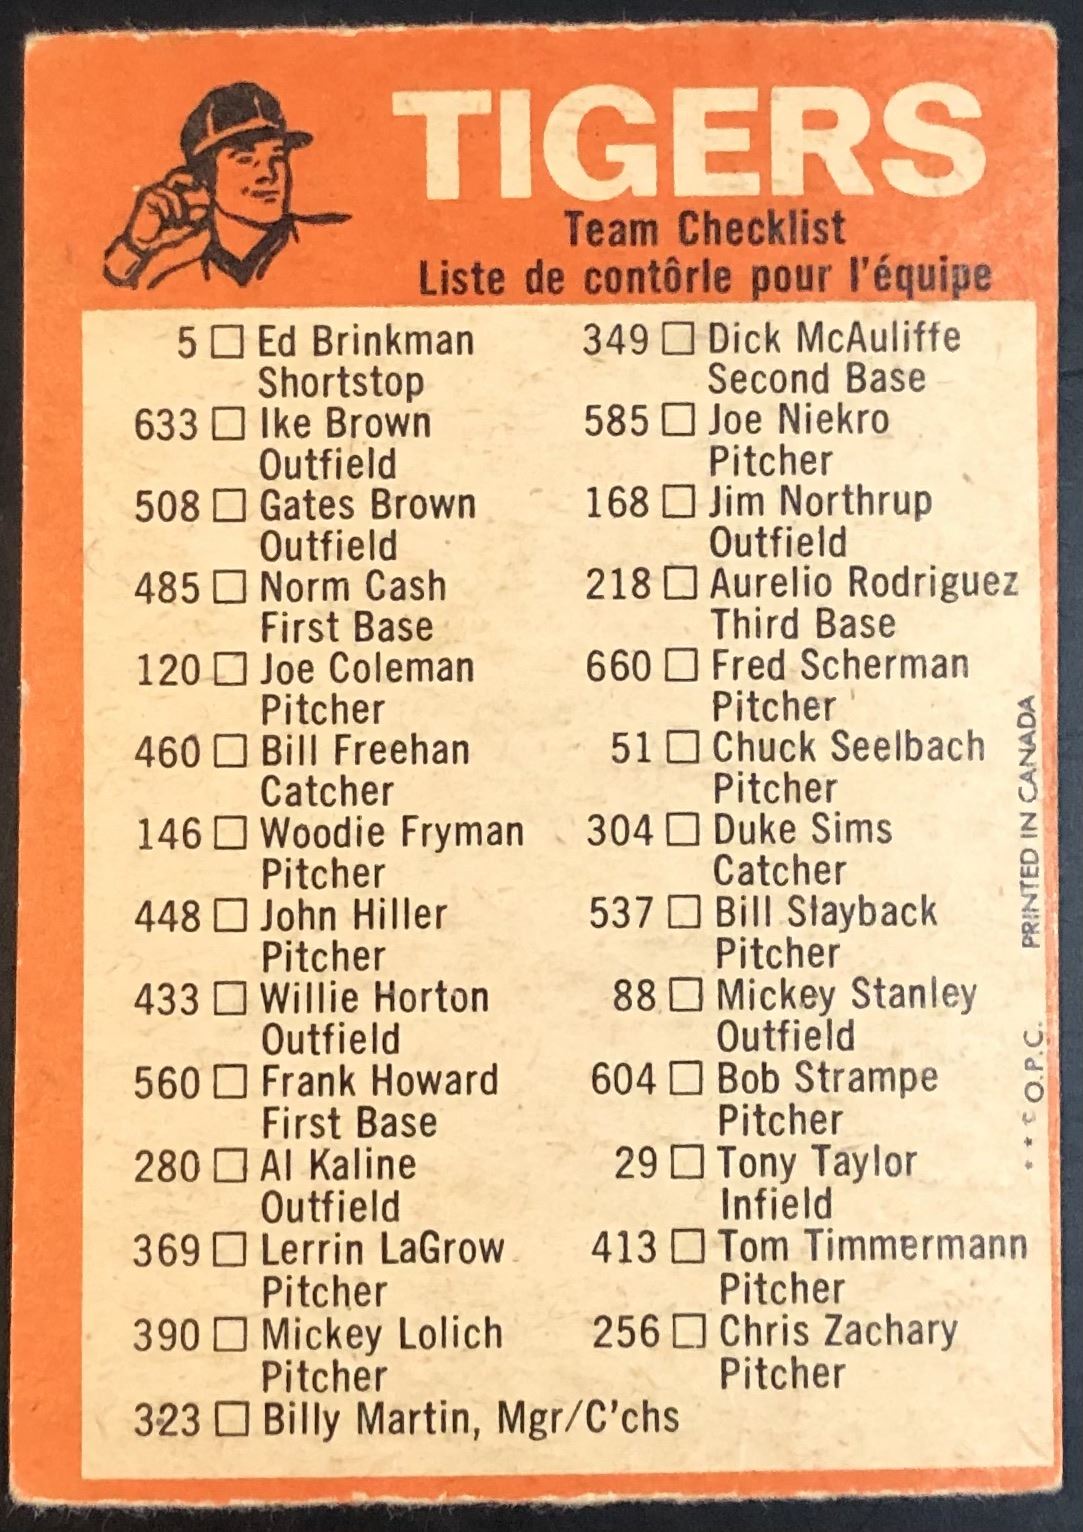 TIGERS
Team Checklist
Liste de contôrle pour l'équipe
5 □ Ed Brinkman
Shortstop
633 □ Ike Brown
Outfield
508 □ Gates Brown
Outfield
485 □ Norm Cash
First Base
120 □ Joe Coleman
Pitcher
460 □ Bill Freehan
Catcher
146 □ Woodie Fryman
Pitcher
448 □ John Hiller
Pitcher
433 □ Willie Horton
Outfield
560 □ Frank Howard
First Base
280 □ Al Kaline
Outfield
369 □ Lerrin LaGrow
Pitcher
390 □ Mickey Lolich
Pitcher
323 □ Billy Martin, Mgr/C'chs
349 □ Dick McAuliffe
Second Base
585 □ Joe Niekro
Pitcher
168 □ Jim Northrup
Outfield
218 □ Aurelio Rodriguez
Third Base
660 □ Fred Scherman
Pitcher
51 □ Chuck Seelbach
Pitcher
304 □ Duke Sims
Catcher
537 □ Bill Slayback
Pitcher
88 □ Mickey Stanley
Outfield
604 □ Bob Strampe
Pitcher
29 □ Tony Taylor
Infield
413 □ Tom Timmermann
Pitcher
256 □ Chris Zachary
Pitcher
* * © O.P.C. PRINTED IN CANADA